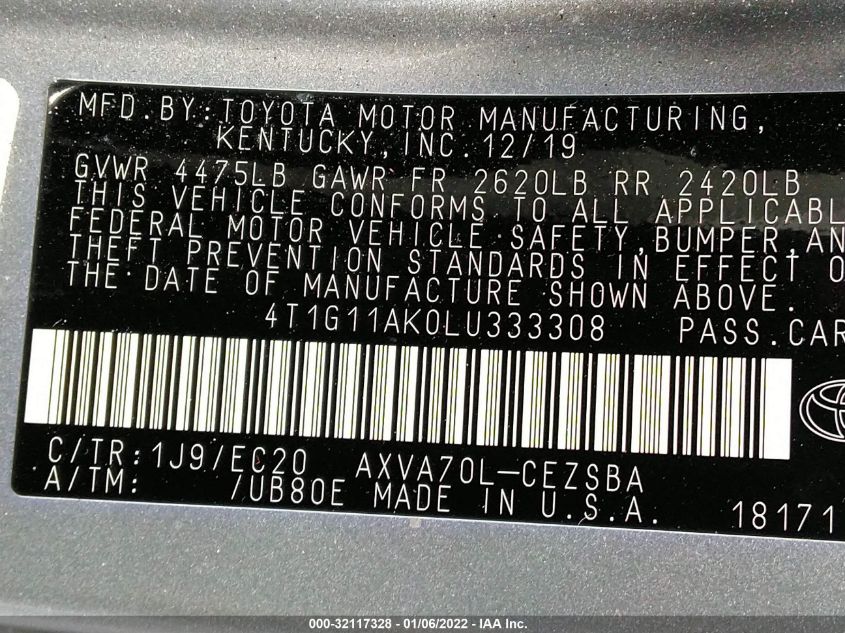 MFD.BY:TOYOTA MOTOR MANUFACTURING,
KENTUCKY,INC.12/19
GVWR 4475LB GAWR FR 2620LB RR 2420LB
THIS VEHICLE CONFORMS TO ALL APPLICABL
FEDERAL MOTOR VEHICLE SAFETY,BUMPER,AN
THEFT PREVENTION STANDARDS IN EFFECT O
THE DATE OF MANUFACTURE SHOWN ABOVE.
4T1G11AK0LU333308 PASS.CAR
C/TR:1J9/EC20 AXVA70L-CEZSBA
A/TM: /UB80E MADE IN U.S.A. 18171
000-32117328 - 01/06/2022 - IAA Inc.